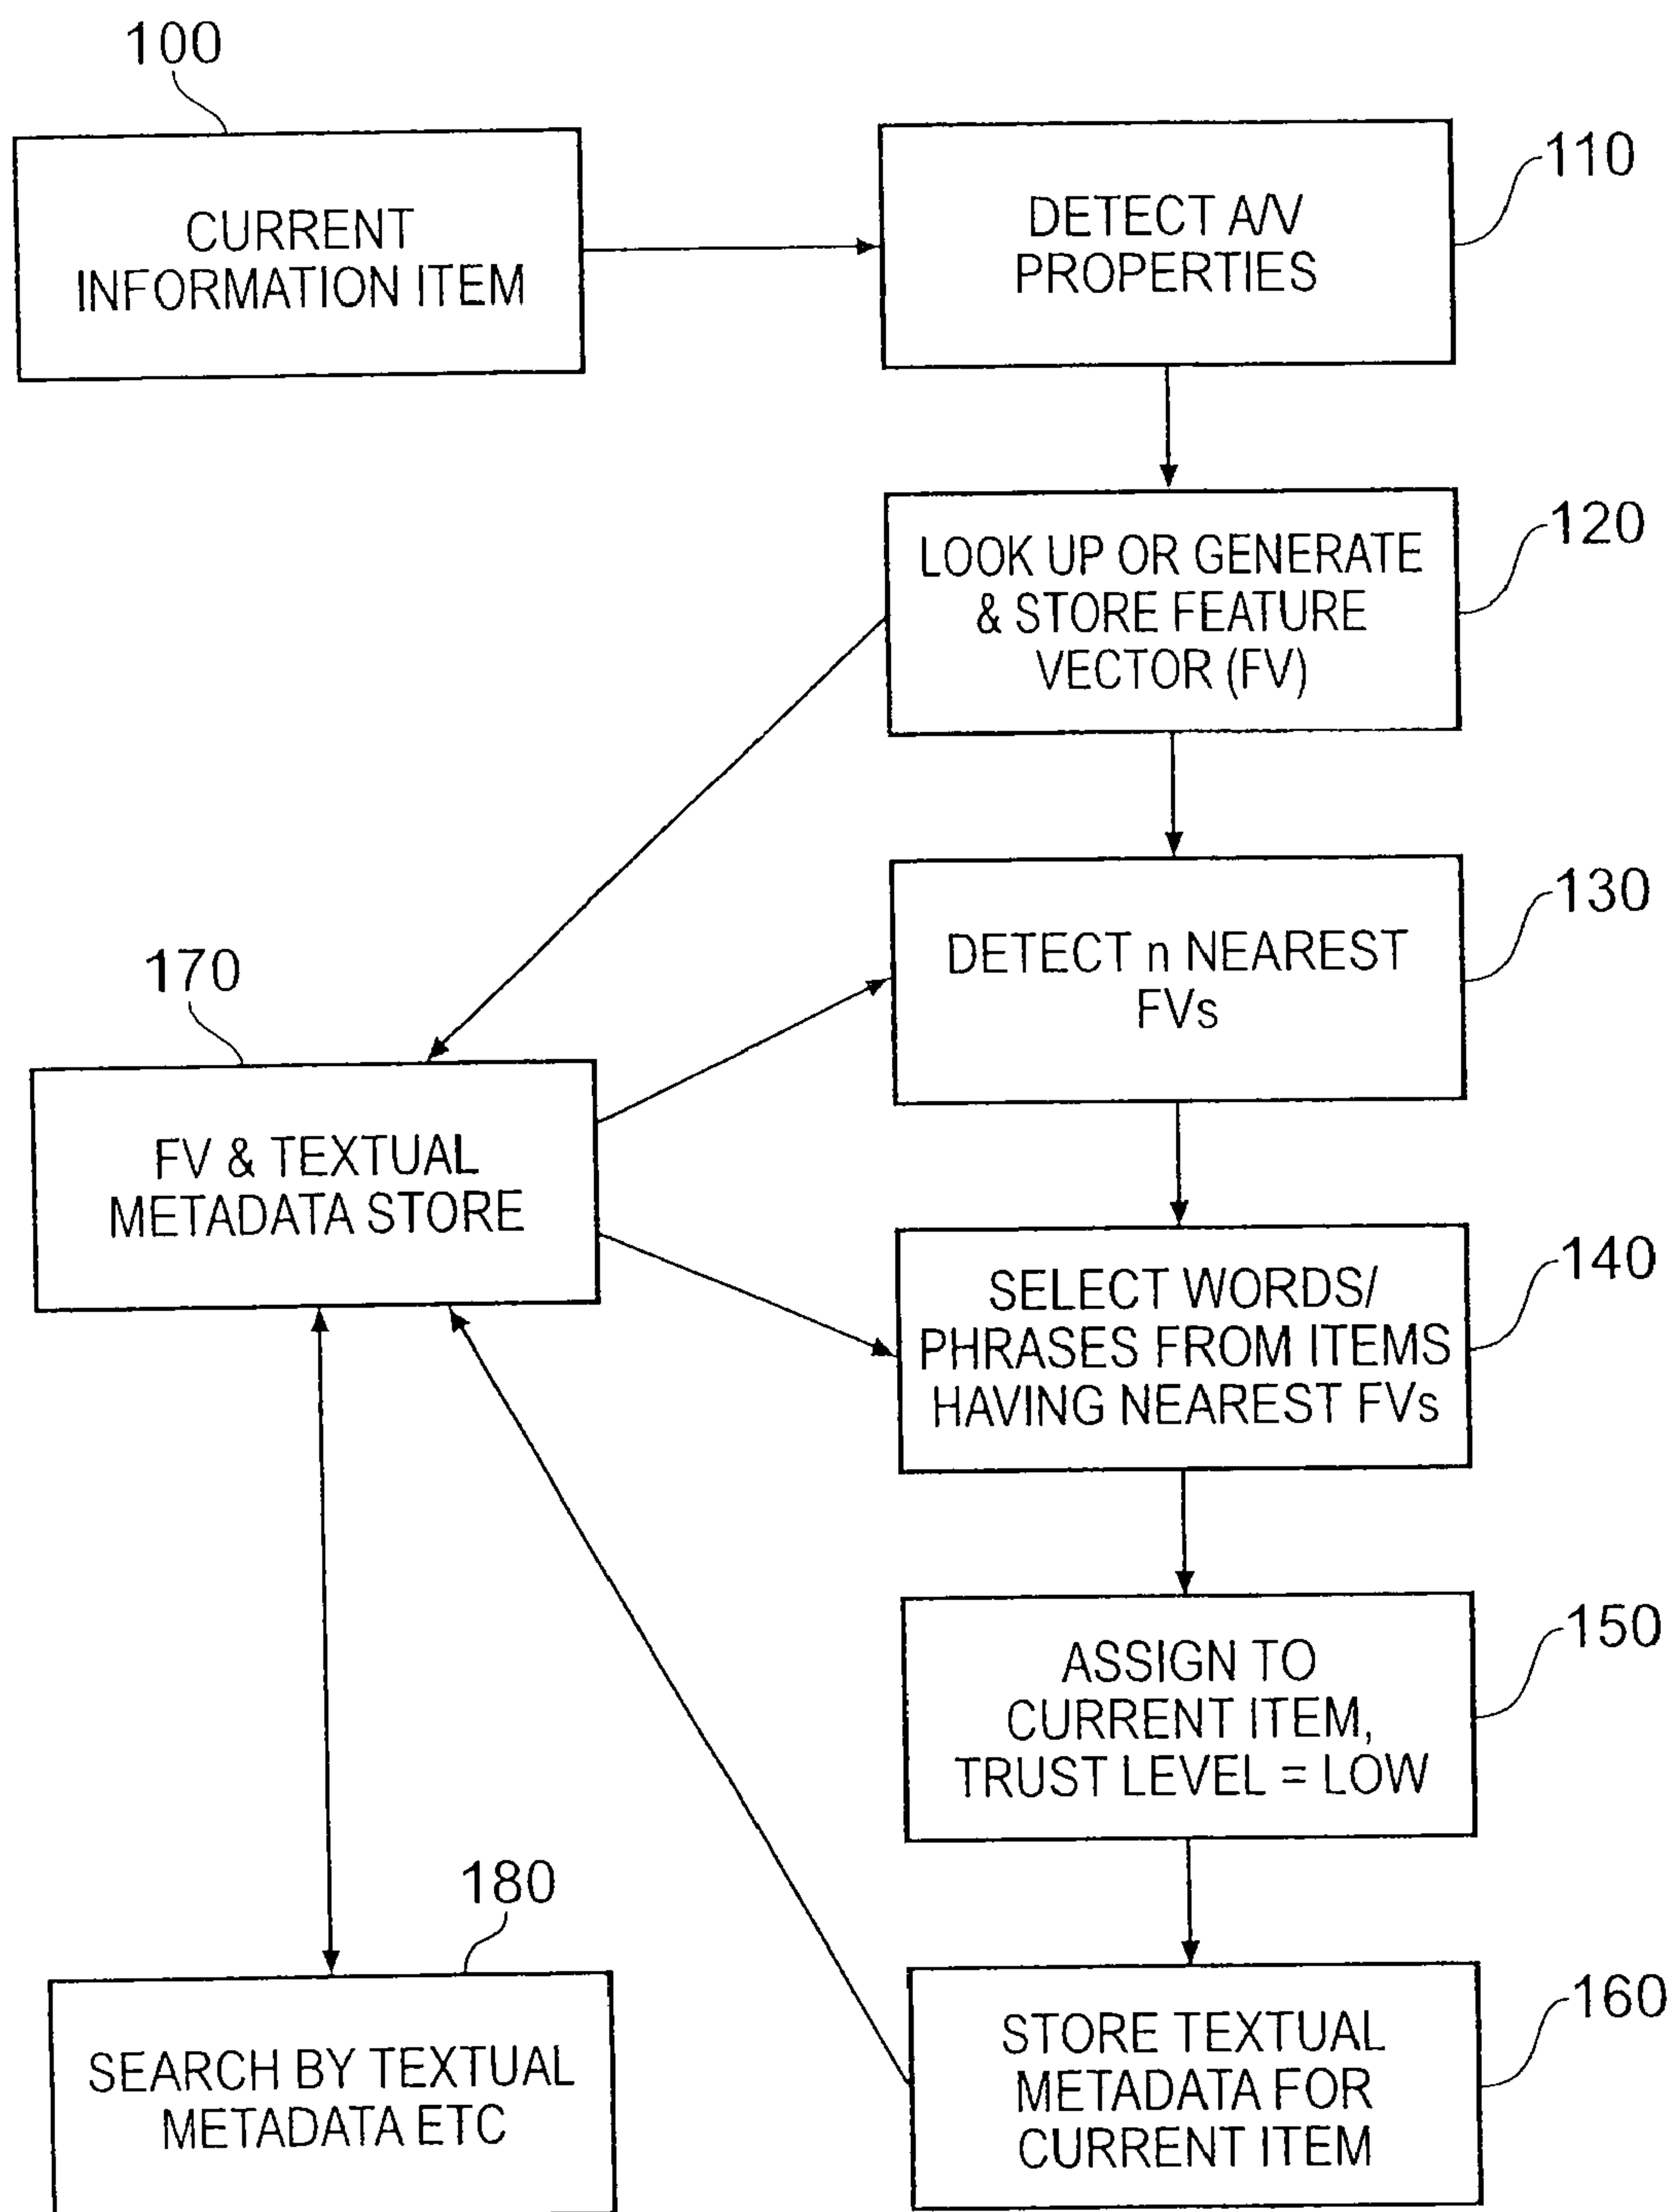 100
CURRENT
INFORMATION ITEM
110
DETECT A/V
PROPERTIES
120
LOOK UP OR GENERATE
& STORE FEATURE
VECTOR (FV)
130
DETECT n NEAREST
FVs
170
FV & TEXTUAL
METADATA STORE
140
SELECT WORDS/
PHRASES FROM ITEMS
HAVING NEAREST FVs
150
ASSIGN TO
CURRENT ITEM,
TRUST LEVEL = LOW
180
SEARCH BY TEXTUAL
METADATA ETC
160
STORE TEXTUAL
METADATA FOR
CURRENT ITEM